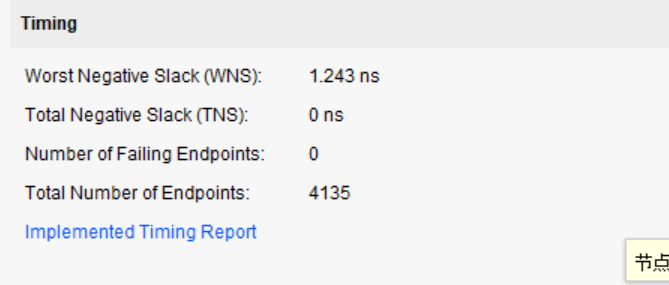 Timing
Worst Negative Slack (WNS): 1.243 ns
Total Negative Slack (TNS): 0 ns
Number of Failing Endpoints: 0
Total Number of Endpoints: 4135
Implemented Timing Report
节点